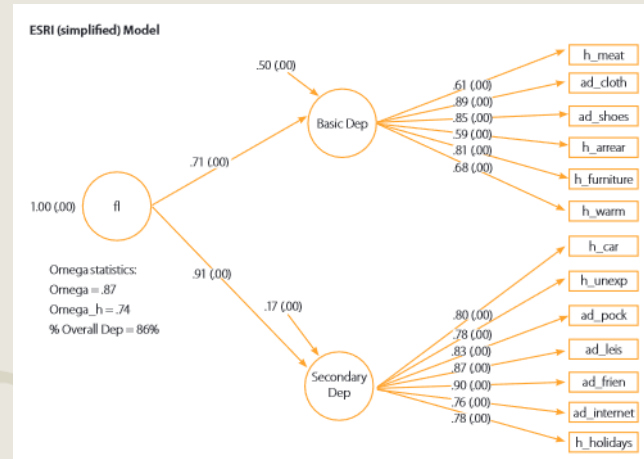 ESRI (simplified) Model
.50 (.00)
Basic Dep
.71 (.00)
1.00 (.00)
fl
.91 (.00)
Omega statistics:
Omega = .87
Omega_h = .74
% Overall Dep = 86%
.17 (.00)
Secondary
Dep
.61 (.00)
.89 (.00)
.85 (.00)
.59 (.00)
.81 (.00)
.68 (.00)
h_meat
ad_cloth
ad_shoes
h_arrear
h_furniture
h_warm
.80 (.00)
.78 (.00)
.83 (.00)
.87 (.00)
.90 (.00)
.76 (.00)
.78 (.00)
h_car
h_unexp
ad_pock
ad_leis
ad_frien
ad_internet
h_holidays